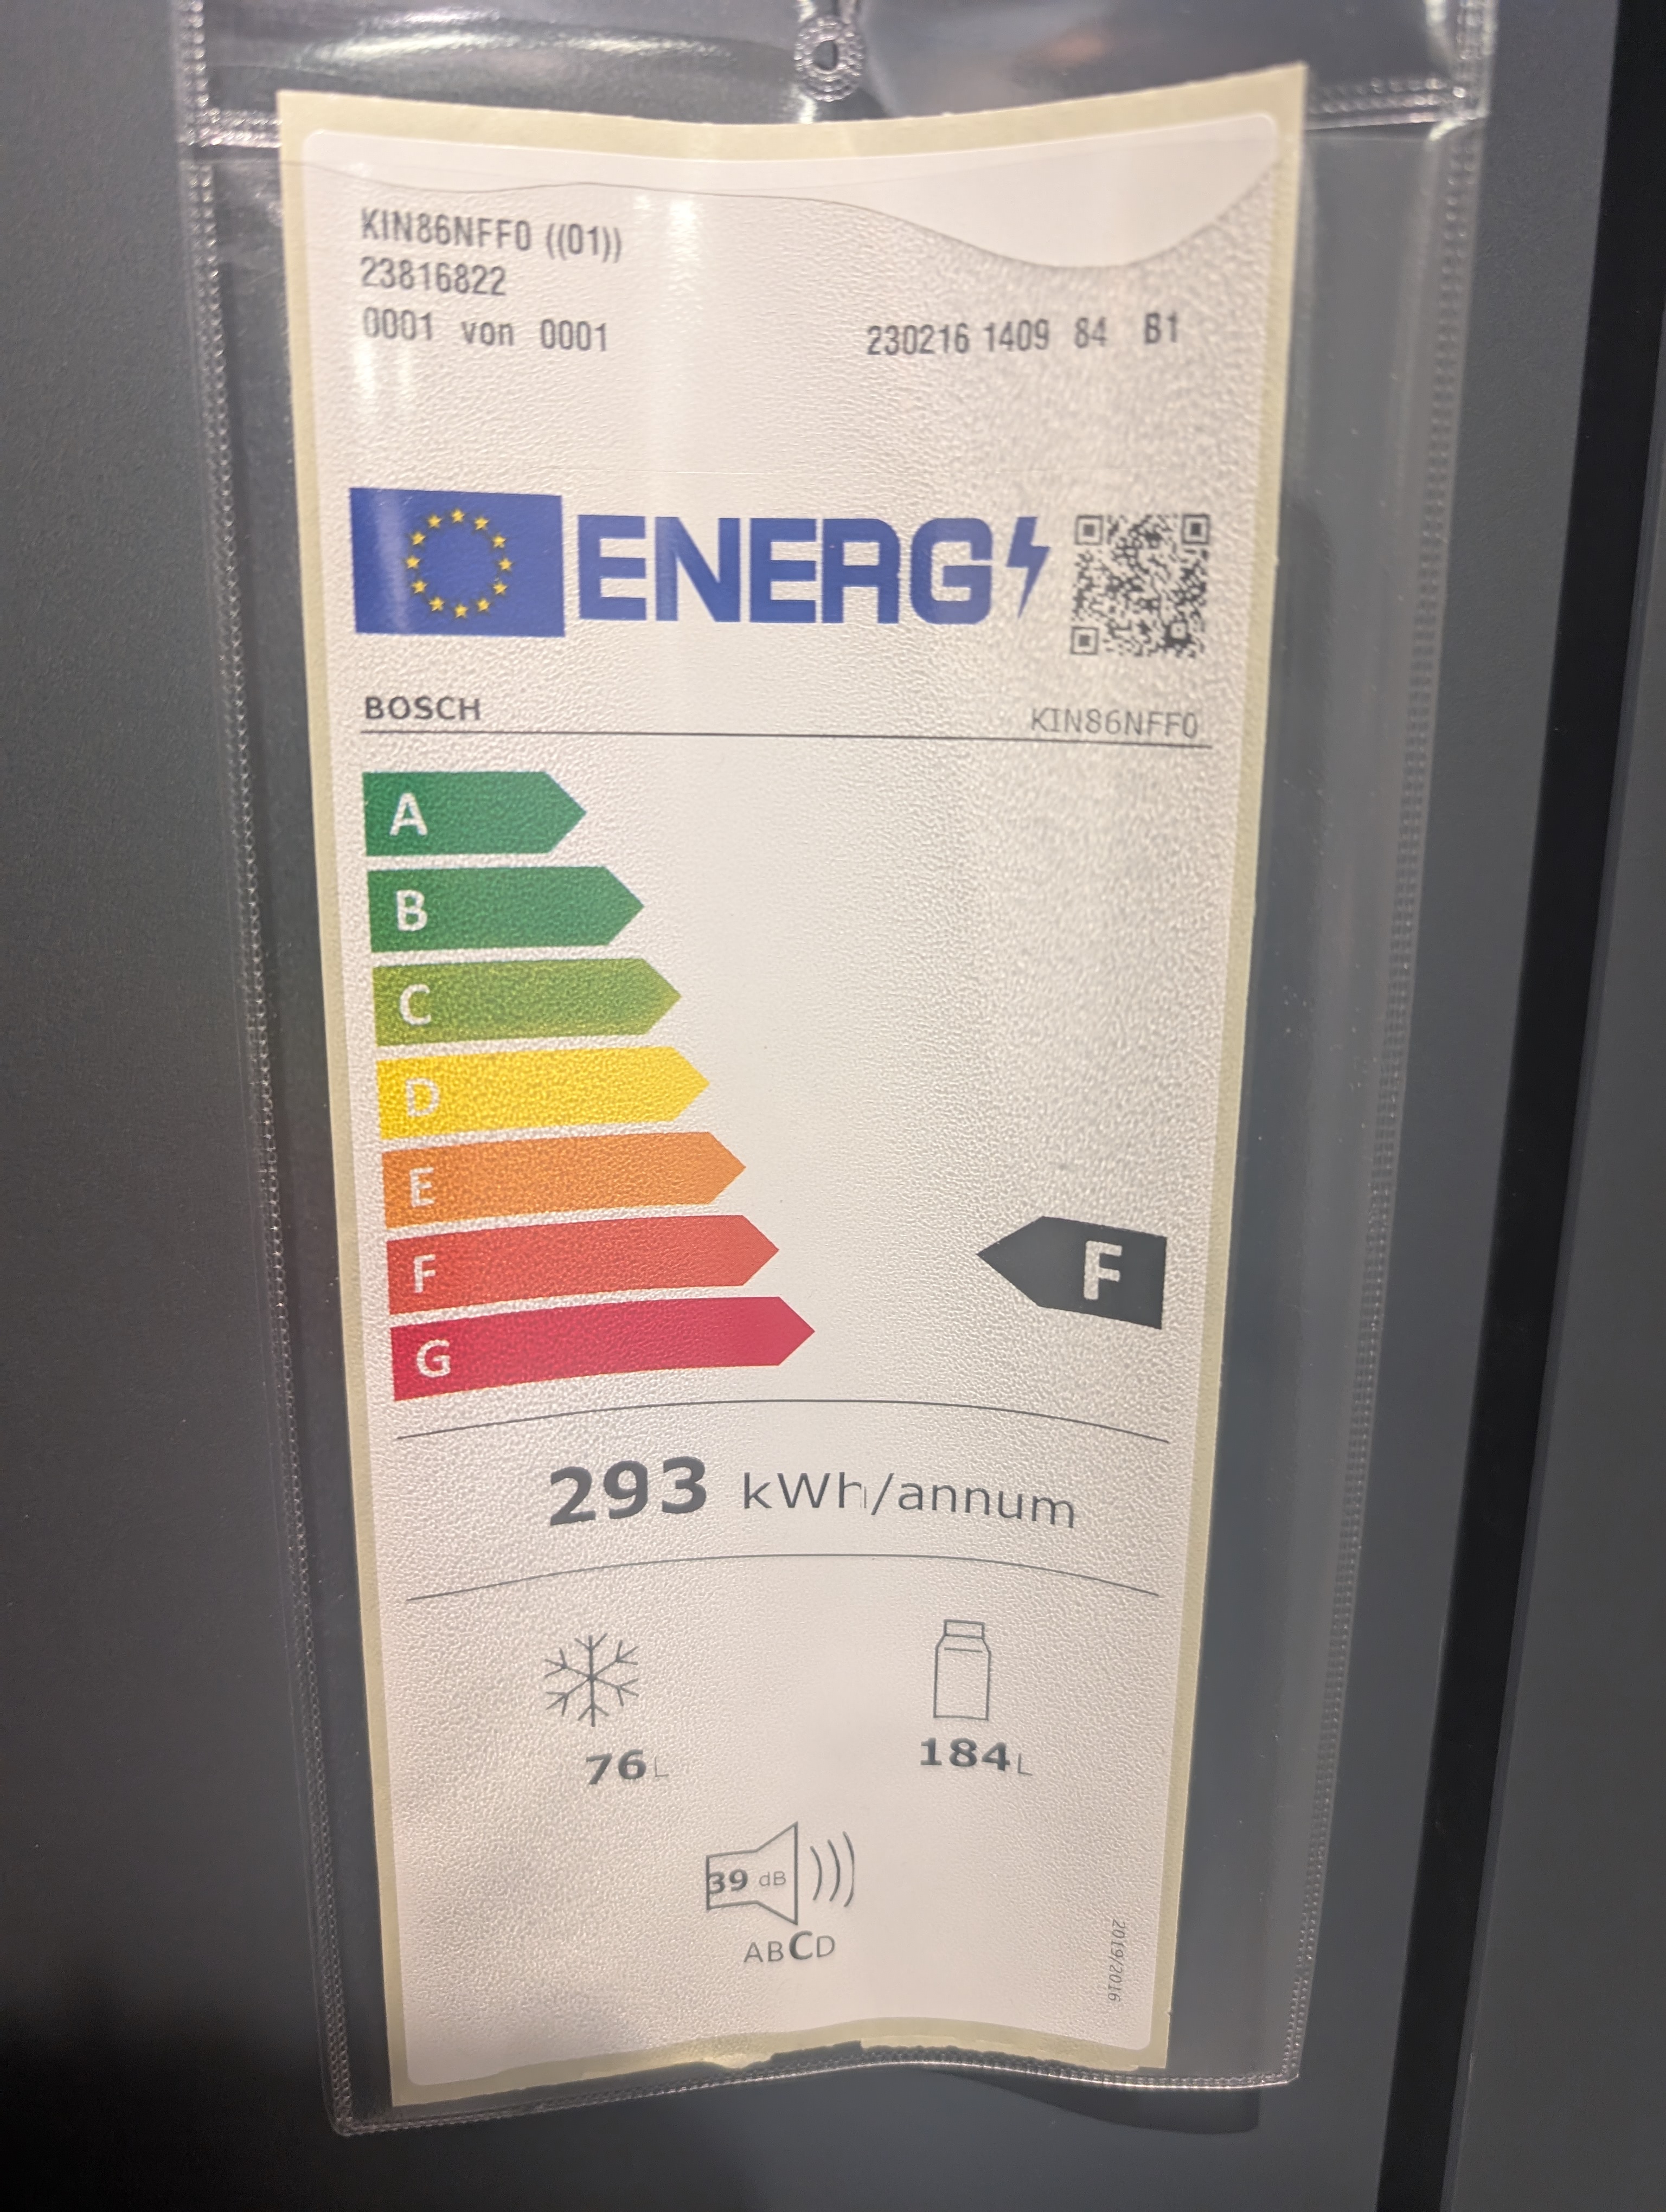 KIN86NFF0 ((01))
23816822
0001 von 0001 230216 1409 84 B1
ENERG
BOSCH KIN86NFF0
A
B
C
D
E
F F
G
293 kWh/annum
76 L 184 L
39 dB
ABCD
2019/2016